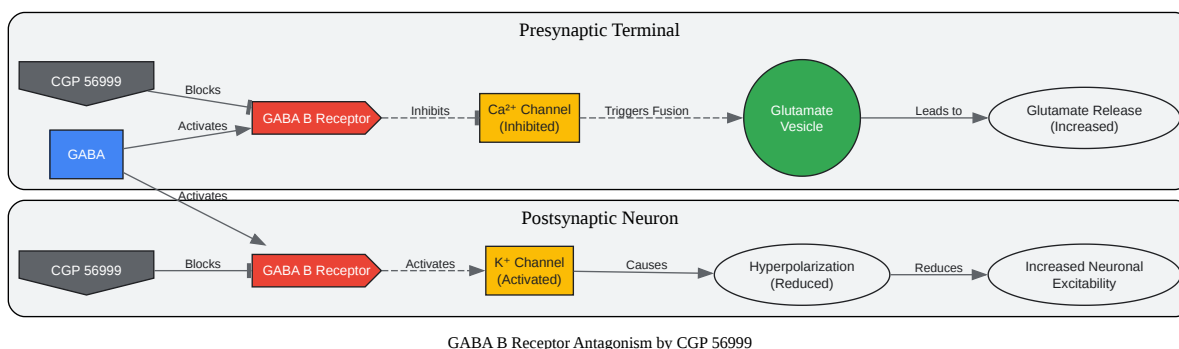 Presynaptic Terminal
CGP 56999
Blocks
Activates
GABA B Receptor
Inhibits
Ca²⁺ Channel
(Inhibited)
Triggers Fusion
Glutamate
Vesicle
Leads to
Glutamate Release
(Increased)
GABA
Activates
Postsynaptic Neuron
CGP 56999
Blocks
GABA B Receptor
Activates
K⁺ Channel
(Activated)
Causes
Hyperpolarization
(Reduced)
Reduces
Increased Neuronal
Excitability
GABA B Receptor Antagonism by CGP 56999